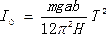 I₀ = mgab / 12π²H T²